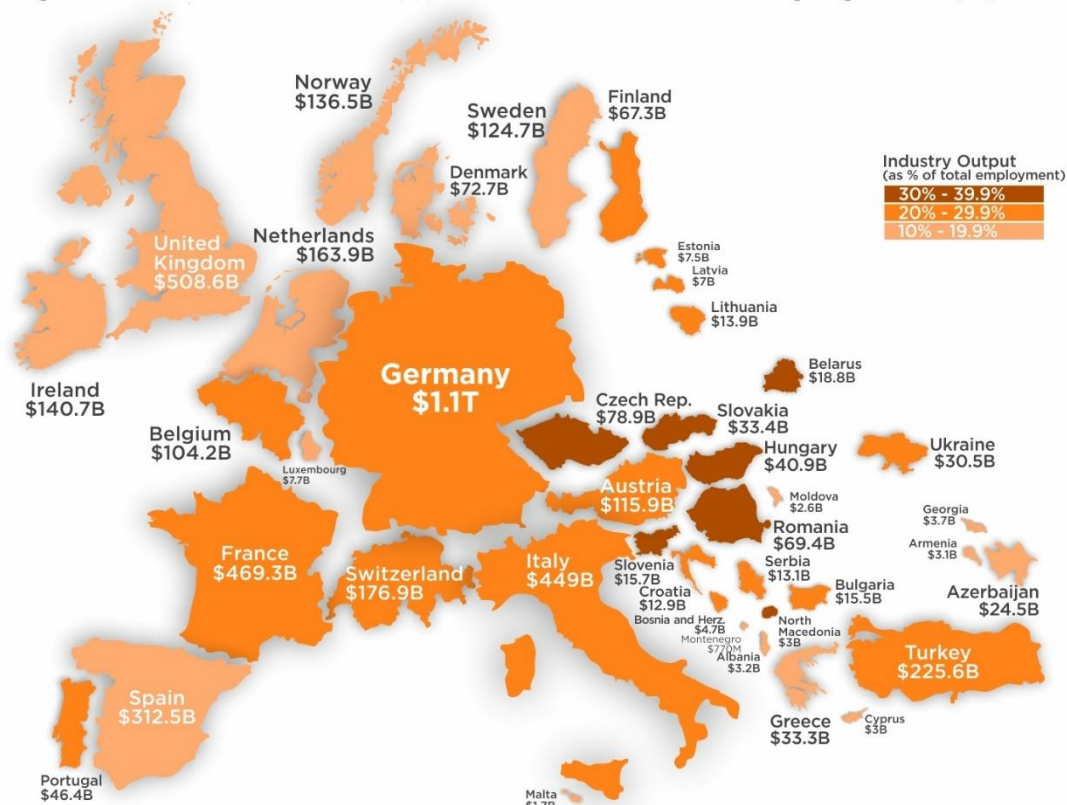 Norway
$136.5B
Sweden
$124.7B
Finland
$67.3B
Denmark
$72.7B
Industry Output
(as % of total employment)
30% - 39.9%
20% - 29.9%
10% - 19.9%
United
Kingdom
$508.6B
Netherlands
$163.9B
Estonia
$7.5B
Latvia
$7B
Lithuania
$13.9B
Ireland
$140.7B
Germany
$1.1T
Belarus
$18.8B
Czech Rep.
$78.9B
Slovakia
$33.4B
Belgium
$104.2B
Hungary
$40.9B
Ukraine
$30.5B
Luxembourg
$7.7B
Austria
$115.9B
Moldova
$2.6B
Romania
$69.4B
Georgia
$3.7B
Armenia
$3.1B
Azerbaijan
$24.5B
France
$469.3B
Switzerland
$176.9B
Italy
$449B
Slovenia
$15.7B
Croatia
$12.9B
Serbia
$13.1B
Bulgaria
$15.5B
Bosnia and Herz.
$4.7B
Montenegro
$770M
Albania
$3.2B
North
Macedonia
$3B
Turkey
$225.6B
Spain
$312.5B
Greece
$33.3B
Cyprus
$3B
Portugal
$46.4B
Malta
$1.7B